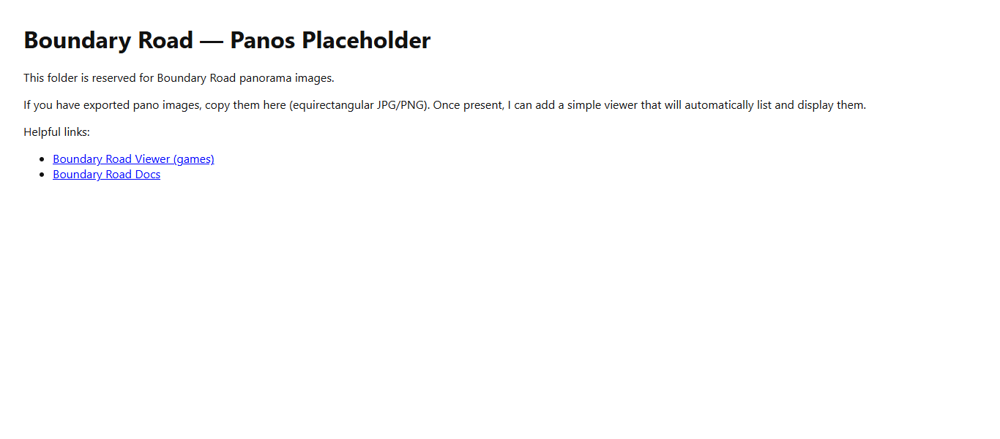 Boundary Road — Panos Placeholder
This folder is reserved for Boundary Road panorama images.
If you have exported pano images, copy them here (equirectangular JPG/PNG). Once present, I can add a simple viewer that will automatically list and display them.
Helpful links:
• Boundary Road Viewer (games)
• Boundary Road Docs